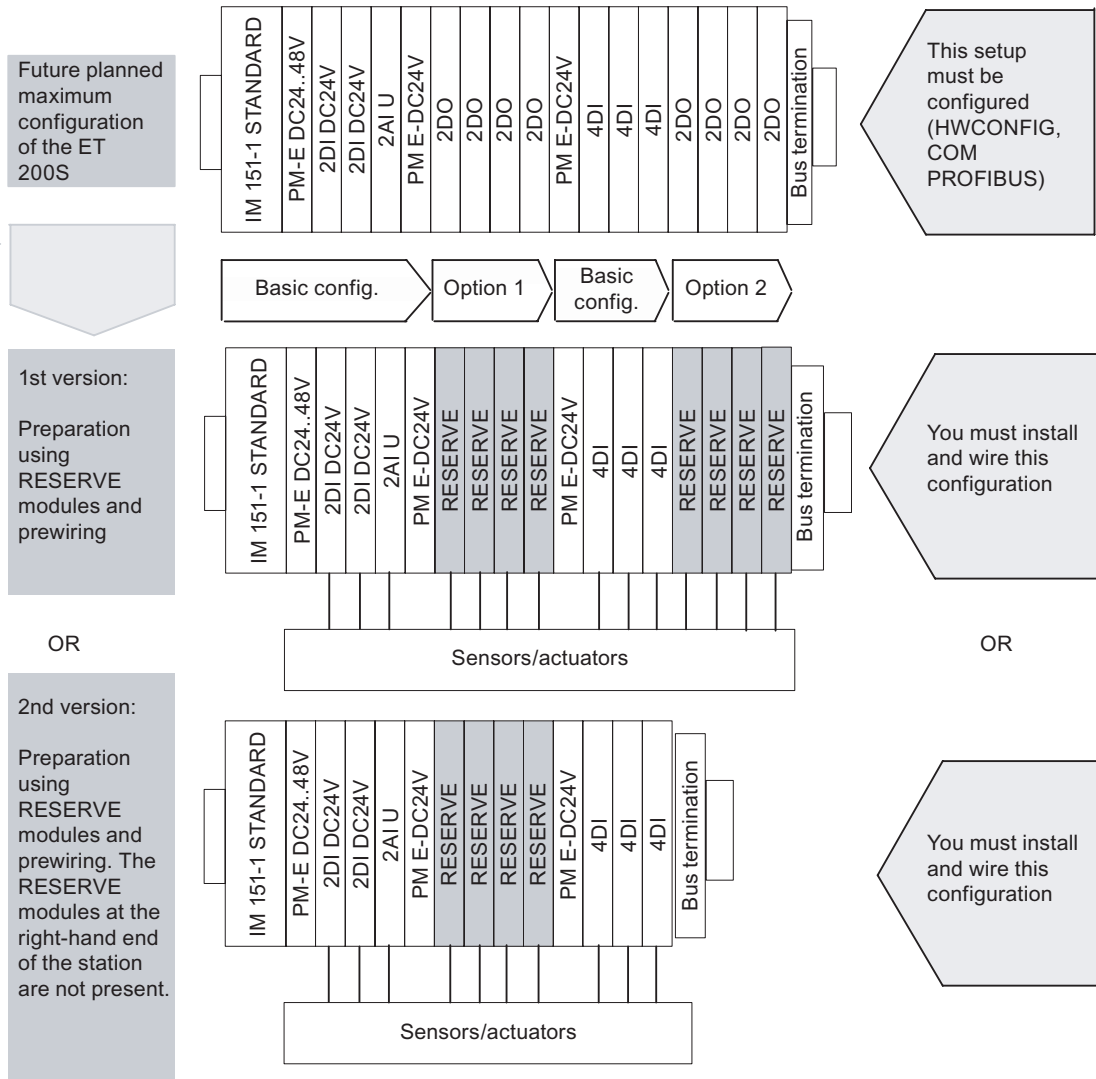 Future planned
maximum
configuration
of the ET
200S
IM 151-1 STANDARD
PM-E DC24..48V
2DI DC24V
2DI DC24V
2AI U
PM E-DC24V
2DO
2DO
2DO
2DO
PM E-DC24V
4DI
4DI
4DI
2DO
2DO
2DO
2DO
Bus termination
This setup
must be
configured
(HWCONFIG,
COM
PROFIBUS)
Basic config.
Option 1
Basic
config.
Option 2
1st version:
Preparation
using
RESERVE
modules and
prewiring
IM 151-1 STANDARD
PM-E DC24..48V
2DI DC24V
2DI DC24V
2AI U
PM E-DC24V
RESERVE
RESERVE
RESERVE
RESERVE
PM E-DC24V
4DI
4DI
4DI
RESERVE
RESERVE
RESERVE
RESERVE
Bus termination
You must install
and wire this
configuration
Sensors/actuators
OR
OR
2nd version:
Preparation
using
RESERVE
modules and
prewiring. The
RESERVE
modules at the
right-hand end
of the station
are not present.
IM 151-1 STANDARD
PM-E DC24..48V
2DI DC24V
2DI DC24V
2AI U
PM E-DC24V
RESERVE
RESERVE
RESERVE
RESERVE
PM E-DC24V
4DI
4DI
4DI
Bus termination
You must install
and wire this
configuration
Sensors/actuators